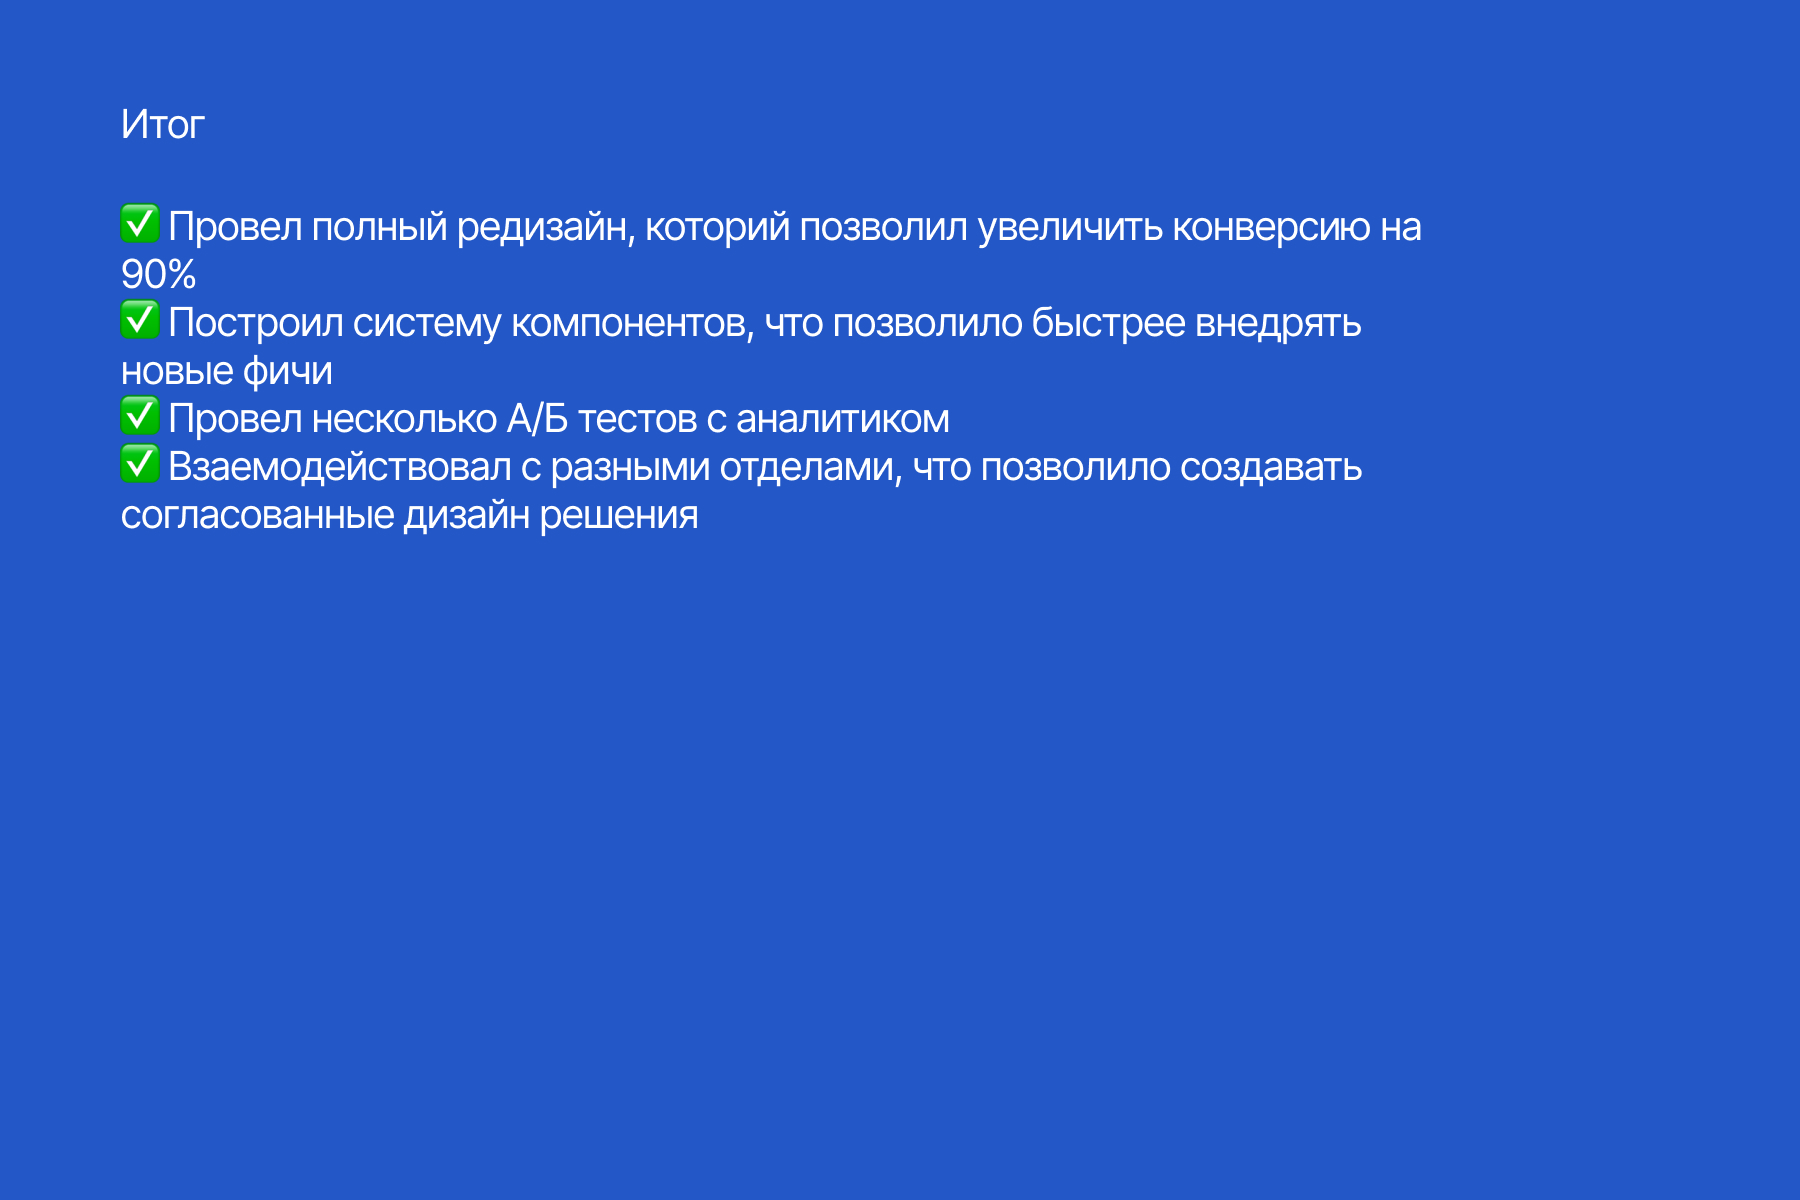 Итог
✅ Провел полный редизайн, которий позволил увеличить конверсию на
90%
✅ Построил систему компонентов, что позволило быстрее внедрять
новые фичи
✅ Провел несколько А/Б тестов с аналитиком
✅ Взаемодействовал с разными отделами, что позволило создавать
согласованные дизайн решения